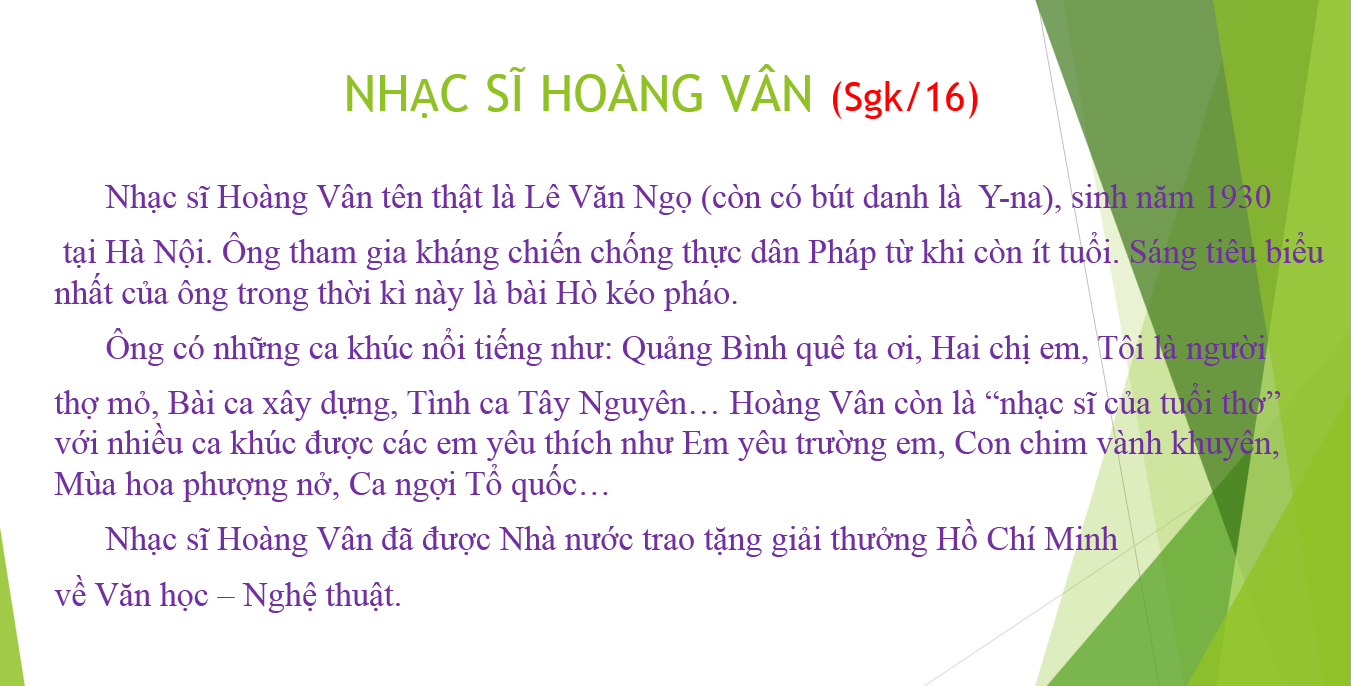 NHẠC SĨ HOÀNG VÂN (Sgk/16)
Nhạc sĩ Hoàng Vân tên thật là Lê Văn Ngọ (còn có bút danh là Y-na), sinh năm 1930
tại Hà Nội. Ông tham gia kháng chiến chống thực dân Pháp từ khi còn ít tuổi. Sáng tiêu biểu
nhất của ông trong thời kì này là bài Hò kéo pháo.
Ông có những ca khúc nổi tiếng như: Quảng Bình quê ta ơi, Hai chị em, Tôi là người
thợ mỏ, Bài ca xây dựng, Tình ca Tây Nguyên… Hoàng Vân còn là “nhạc sĩ của tuổi thơ”
với nhiều ca khúc được các em yêu thích như Em yêu trường em, Con chim vành khuyên,
Mùa hoa phượng nở, Ca ngợi Tổ quốc…
Nhạc sĩ Hoàng Vân đã được Nhà nước trao tặng giải thưởng Hồ Chí Minh
về Văn học – Nghệ thuật.